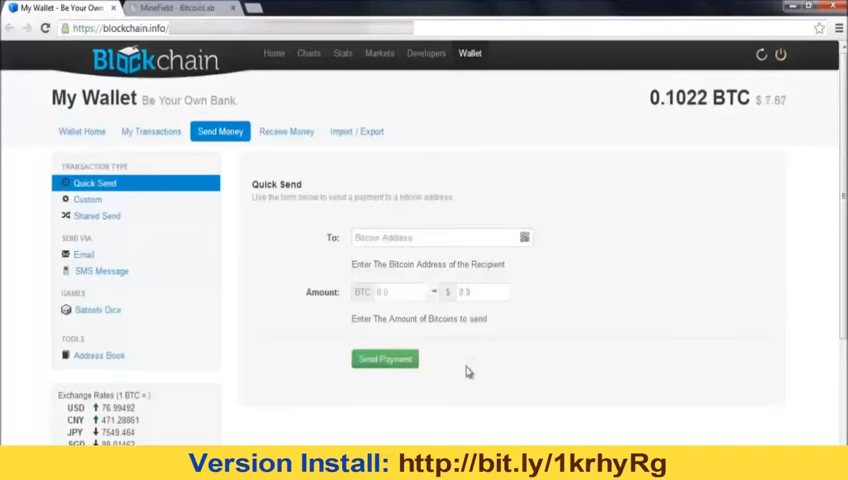 My Wallet - Be Your Own
MineField - BitcoinLab
https://blockchain.info/
Blockchain
Home
Charts
Stats
Markets
Developers
Wallet
My Wallet Be Your Own Bank.
0.1022 BTC $ 7.67
Wallet Home
My Transactions
Send Money
Receive Money
Import / Export
TRANSACTION TYPE
Quick Send
Custom
Shared Send
SEND VIA
Email
SMS Message
GAMES
Satoshi Dice
TOOLS
Address Book
Quick Send
Use the form below to send a payment to a bitcoin address
To:
Bitcoin Address
Enter The Bitcoin Address of the Recipient
Amount:
BTC
0.0
=
$
Enter The Amount of Bitcoins to send
Send Payment
Exchange Rates (1 BTC = )
USD 76.99492
CNY 471.28861
JPY 7549.464
SGD 98.01462
Version Install: http://bit.ly/1krhyRg